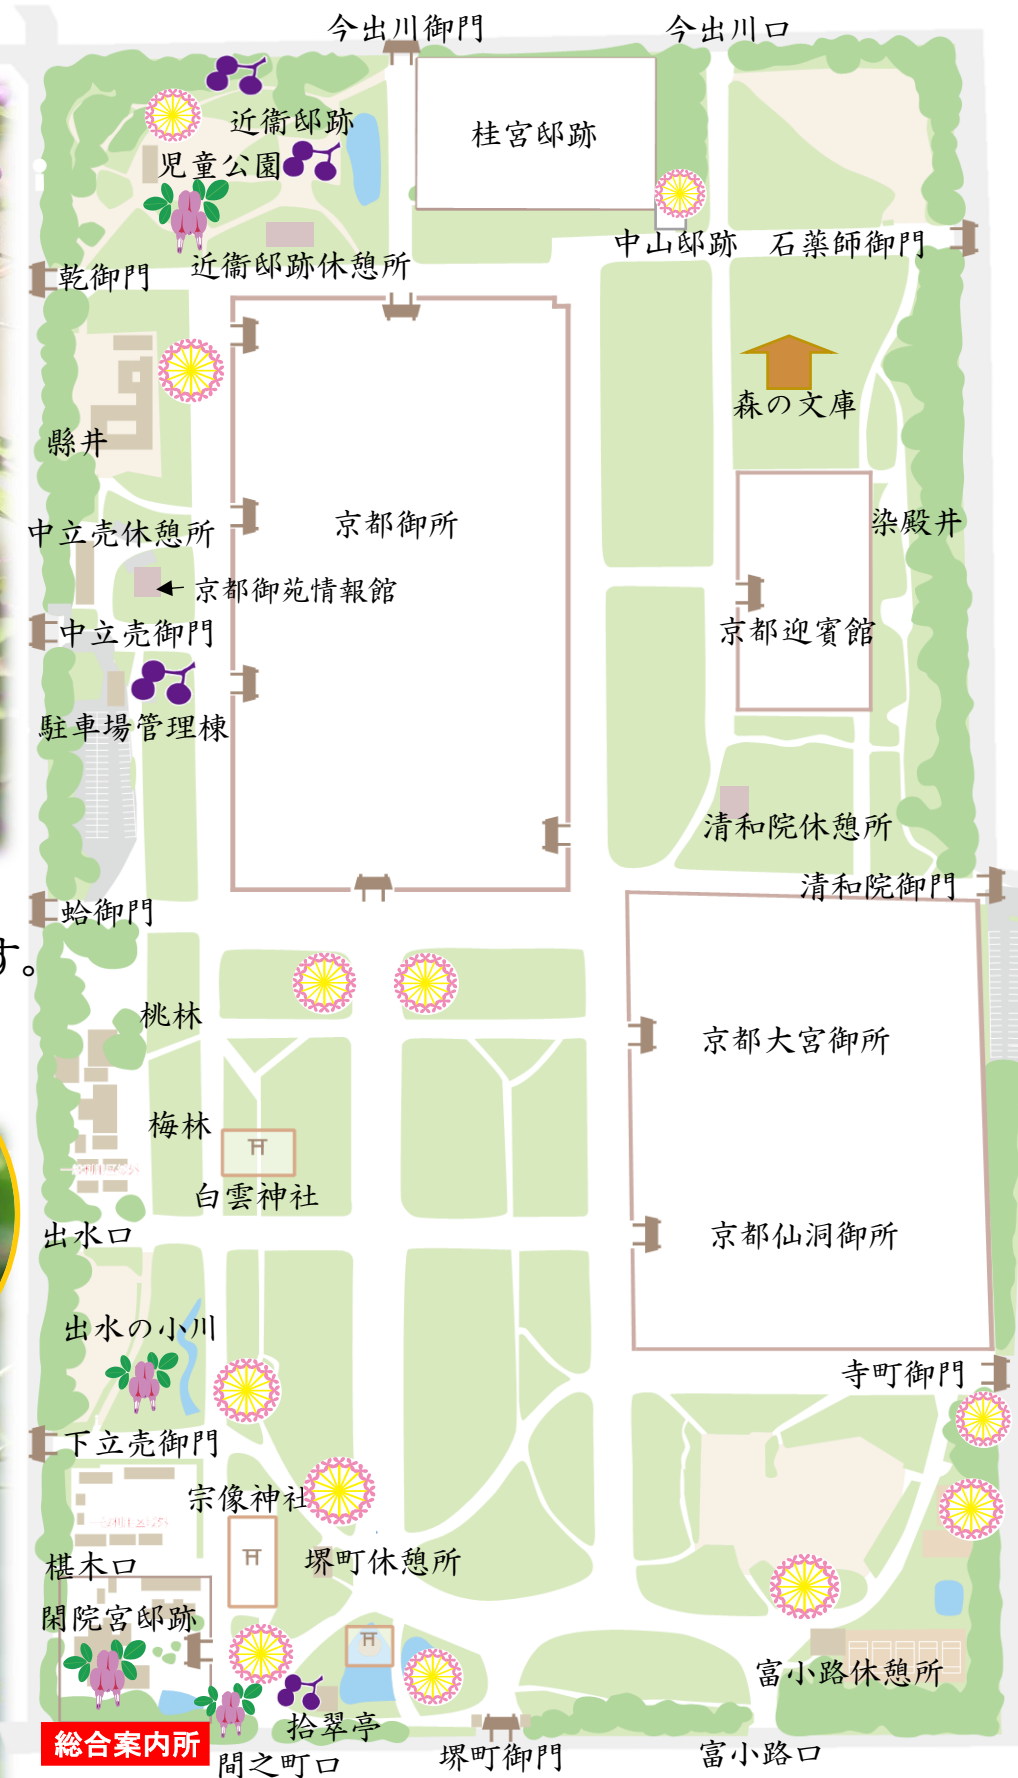 今出川御門
今出川口
近衞邸跡
桂宮邸跡
児童公園
中山邸跡
石薬師御門
近衞邸跡休憩所
乾御門
森の文庫
縣井
京都御所
染殿井
中立売休憩所
京都御苑情報館
中立売御門
京都迎賓館
駐車場管理棟
清和院休憩所
清和院御門
蛤御門
す。
桃林
京都大宮御所
梅林
白雲神社
出水口
京都仙洞御所
出水の小川
寺町御門
下立売御門
宗像神社
堺町休憩所
椹木口
閑院宮邸跡
富小路休憩所
拾翠亭
総合案内所
間之町口
堺町御門
富小路口